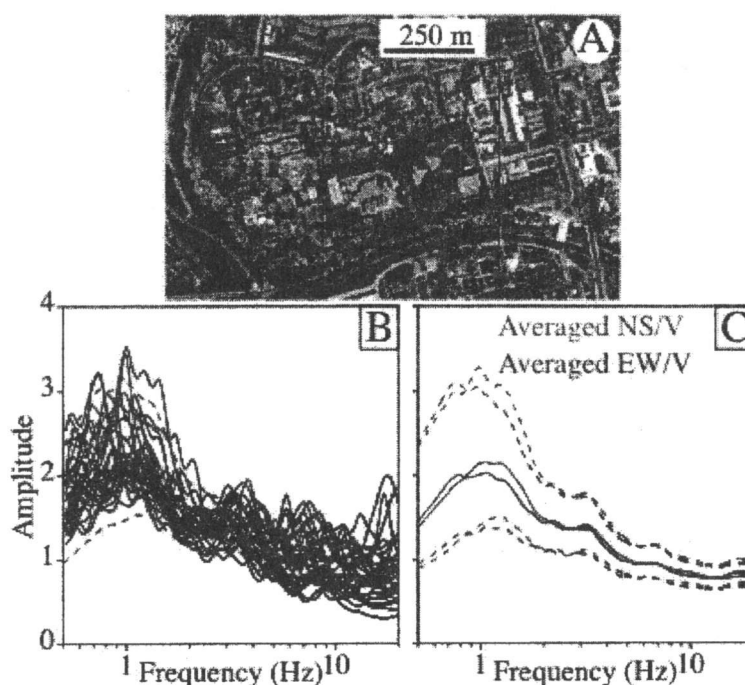 250 m
A
4
3
2
1
0
Amplitude
B
1
10
Frequency (Hz)
C
Averaged NS/V
Averaged EW/V
1
10
Frequency (Hz)